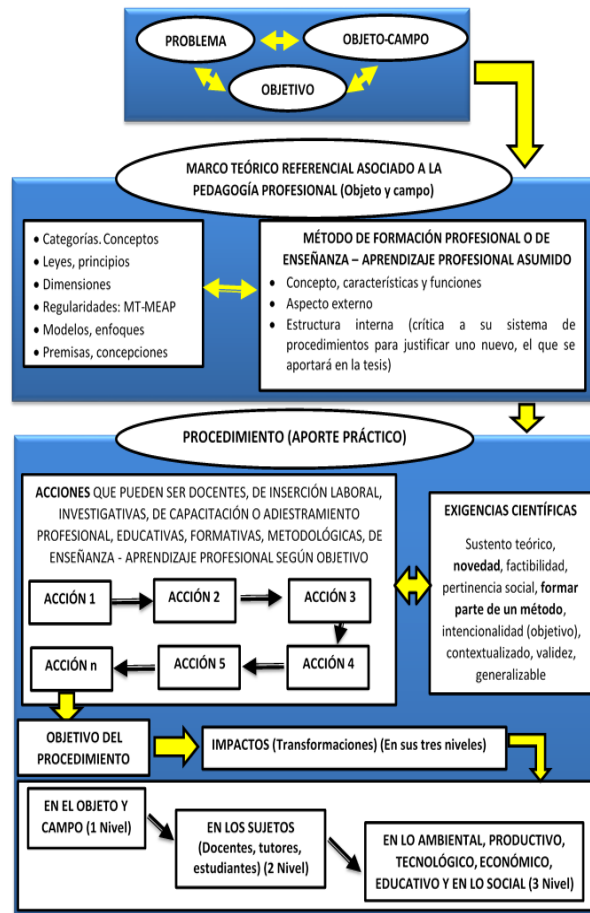 PROBLEMA
OBJETO-CAMPO
OBJETIVO
MARCO TEÓRICO REFERENCIAL ASOCIADO A LA
PEDAGOGÍA PROFESIONAL (Objeto y campo)
• Categorías. Conceptos
• Leyes, principios
• Dimensiones
• Regularidades: MT-MEAP
• Modelos, enfoques
• Premisas, concepciones
MÉTODO DE FORMACIÓN PROFESIONAL O DE
ENSEÑANZA – APRENDIZAJE PROFESIONAL ASUMIDO
• Concepto, características y funciones
• Aspecto externo
• Estructura interna (crítica a su sistema de
procedimientos para justificar uno nuevo, el que se
aportará en la tesis)
PROCEDIMIENTO (APORTE PRÁCTICO)
ACCIONES QUE PUEDEN SER DOCENTES, DE INSERCIÓN LABORAL,
INVESTIGATIVAS, DE CAPACITACIÓN O ADIESTRAMIENTO
PROFESIONAL, EDUCATIVAS, FORMATIVAS, METODOLÓGICAS, DE
ENSEÑANZA - APRENDIZAJE PROFESIONAL SEGÚN OBJETIVO
ACCIÓN 1
ACCIÓN 2
ACCIÓN 3
ACCIÓN n
ACCIÓN 5
ACCIÓN 4
EXIGENCIAS CIENTÍFICAS
Sustento teórico,
novedad, factibilidad,
pertinencia social, formar
parte de un método,
intencionalidad (objetivo),
contextualizado, validez,
generalizable
OBJETIVO DEL
PROCEDIMIENTO
IMPACTOS (Transformaciones) (En sus tres niveles)
EN EL OBJETO Y
CAMPO (1 Nivel)
EN LOS SUJETOS
(Docentes, tutores,
estudiantes) (2 Nivel)
EN LO AMBIENTAL, PRODUCTIVO,
TECNOLÓGICO, ECONÓMICO,
EDUCATIVO Y EN LO SOCIAL (3 Nivel)